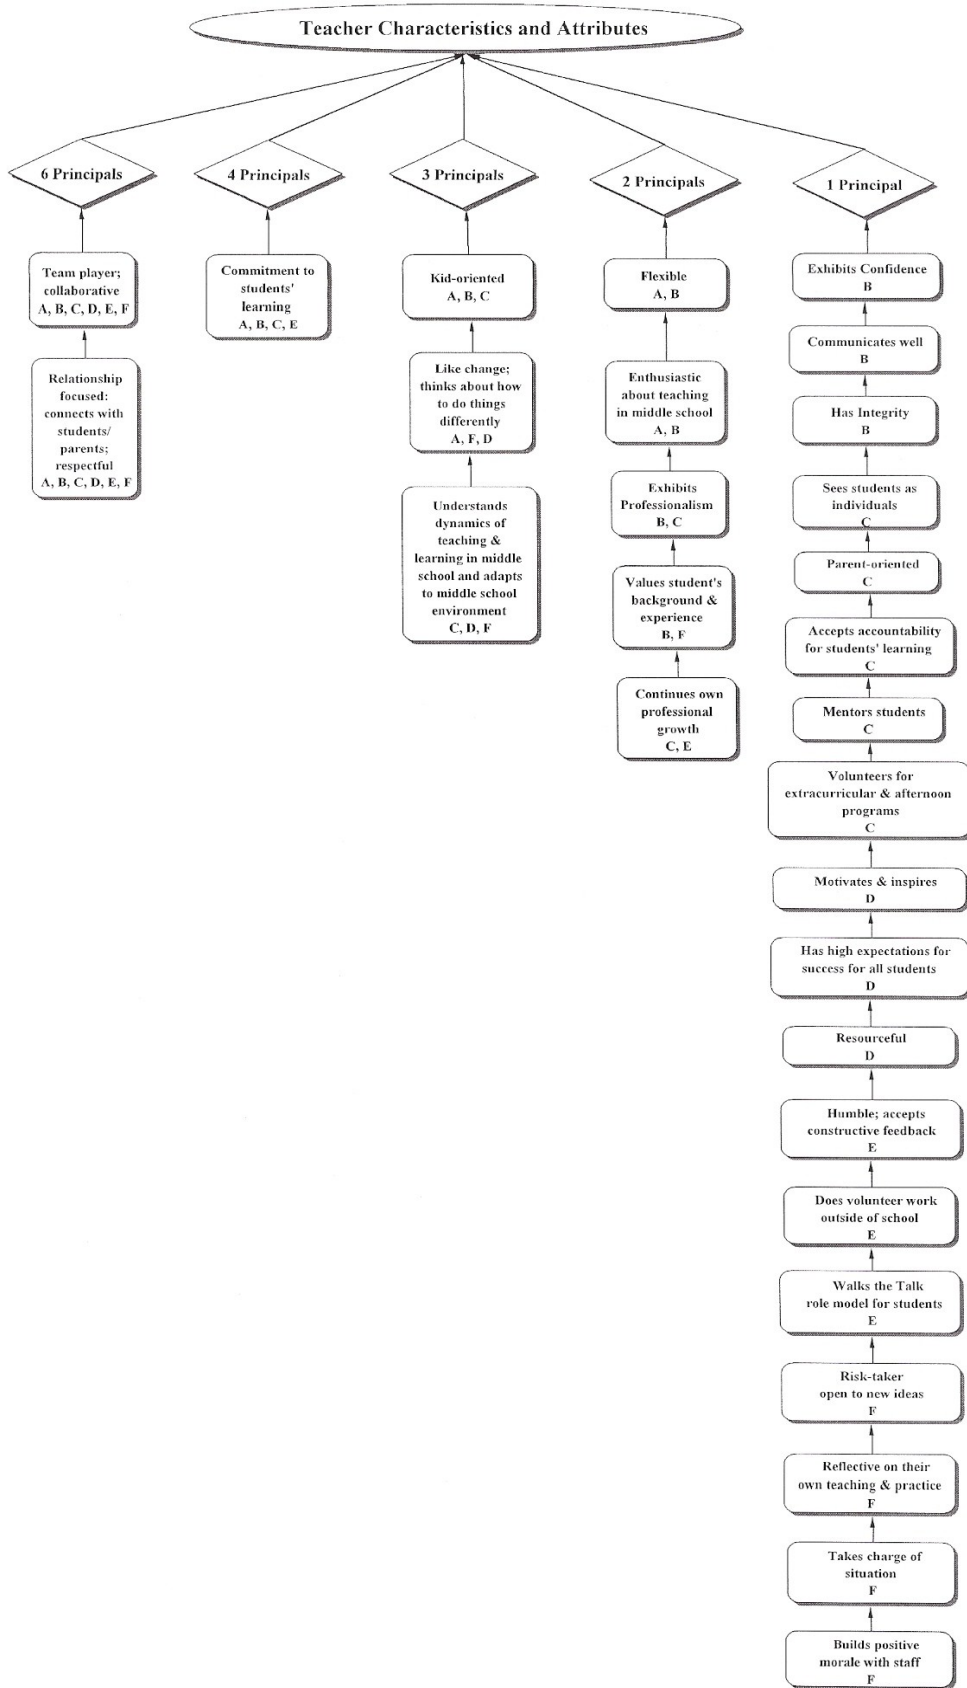 Teacher Characteristics and Attributes
6 Principals
4 Principals
3 Principals
2 Principals
1 Principal
Team player;
collaborative
A, B, C, D, E, F
Relationship
focused:
connects with
students/
parents;
respectful
A, B, C, D, E, F
Commitment to
students'
learning
A, B, C, E
Kid-oriented
A, B, C
Like change;
thinks about how
to do things
differently
A, F, D
Understands
dynamics of
teaching &
learning in middle
school and adapts
to middle school
environment
C, D, F
Flexible
A, B
Enthusiastic
about teaching
in middle school
A, B
Exhibits
Professionalism
B, C
Values student's
background &
experience
B, F
Continues own
professional
growth
C, E
Exhibits Confidence
B
Communicates well
B
Has Integrity
B
Sees students as
individuals
C
Parent-oriented
C
Accepts accountability
for students' learning
C
Mentors students
C
Volunteers for
extracurricular & afternoon
programs
C
Motivates & inspires
D
Has high expectations for
success for all students
D
Resourceful
D
Humble; accepts
constructive feedback
E
Does volunteer work
outside of school
E
Walks the Talk
role model for students
E
Risk-taker
open to new ideas
F
Reflective on their
own teaching & practice
F
Takes charge of
situation
F
Builds positive
morale with staff
F